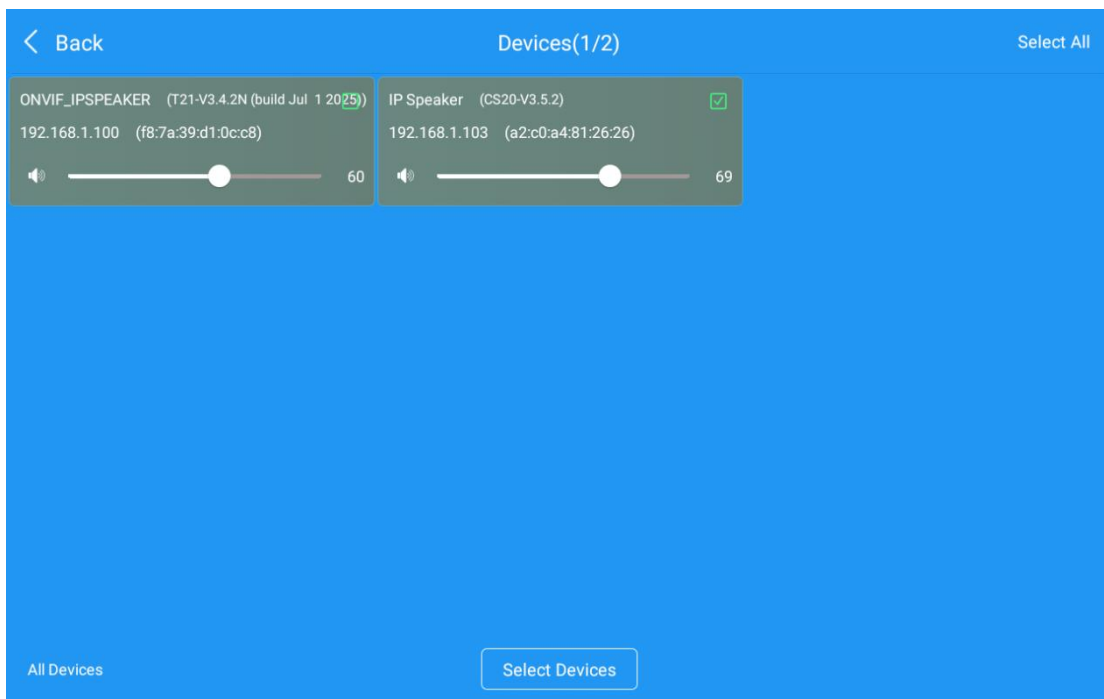 Back
Devices(1/2)
Select All
ONVIF_IPSPEAKER (T21-V3.4.2N (build Jul 1 2025))
192.168.1.100 (f8:7a:39:d1:0c:c8)
60
IP Speaker (CS20-V3.5.2)
192.168.1.103 (a2:c0:a4:81:26:26)
69
All Devices
Select Devices